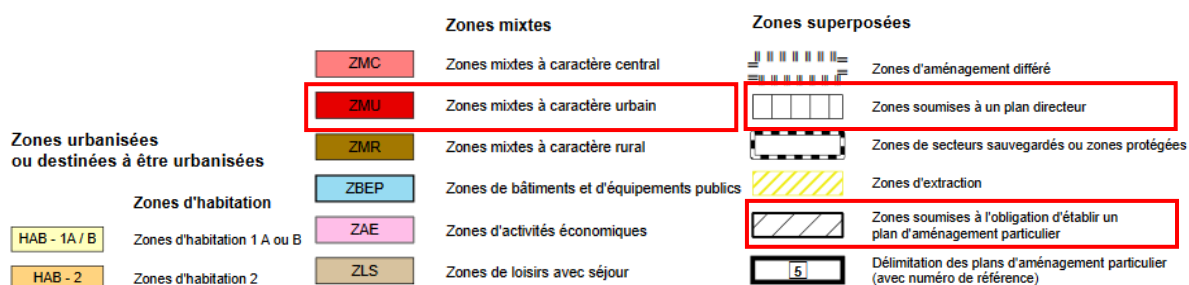 Zones urbanisées
ou destinées à être urbanisées
Zones d'habitation
HAB - 1A / B
Zones d'habitation 1 A ou B
HAB - 2
Zones d'habitation 2
Zones mixtes
ZMC
Zones mixtes à caractère central
ZMU
Zones mixtes à caractère urbain
ZMR
Zones mixtes à caractère rural
ZBEP
Zones de bâtiments et d'équipements publics
ZAE
Zones d'activités économiques
ZLS
Zones de loisirs avec séjour
Zones superposées
Zones d'aménagement différé
Zones soumises à un plan directeur
Zones de secteurs sauvegardés ou zones protégées
Zones d'extraction
Zones soumises à l'obligation d'établir un
plan d'aménagement particulier
5
Délimitation des plans d'aménagement particulier
(avec numéro de référence)